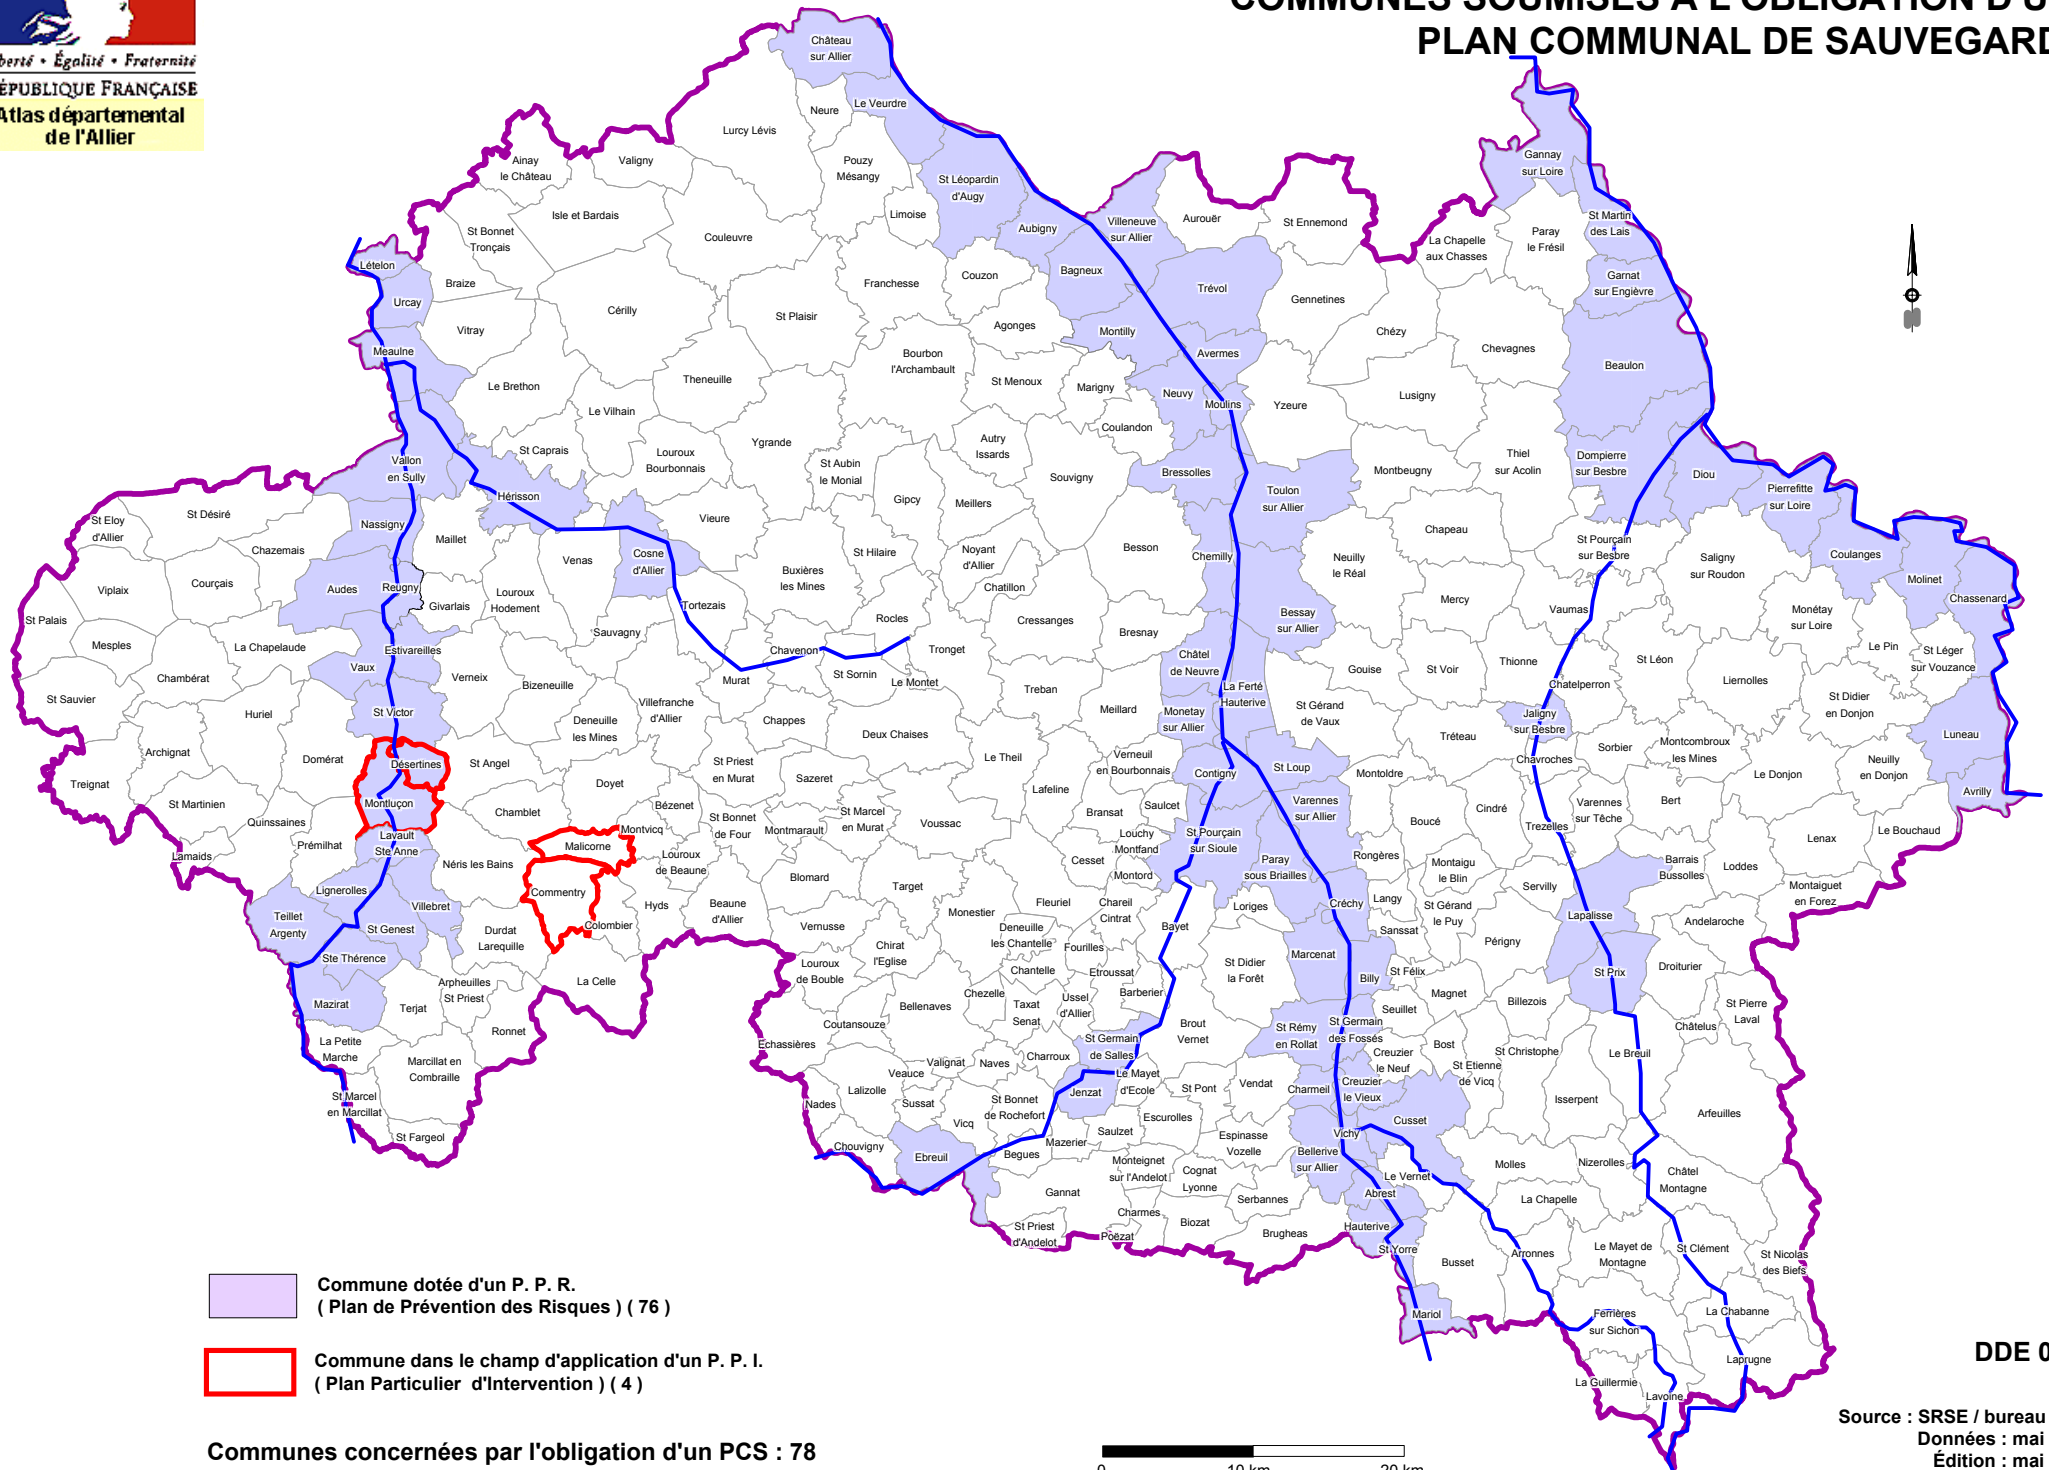 COMMUNES SOUMISES A L'OBLIGATION D'U
PLAN COMMUNAL DE SAUVEGARD
berté • Égalité • Fraternité
ÉPUBLIQUE FRANÇAISE
Atlas départemental
de l'Allier
Château
sur Allier
Le Veurdre
Neure
Lurcy Lévis
Pouzy
Mésangy
Ainay
le Château
Valigny
Gannay
sur Loire
St Léopardin
d'Augy
Limoise
Isle et Bardais
St Bonnet
Tronçais
Couleuvre
Aubigny
Villeneuve
sur Allier
Aurouër
St Ennemond
La Chapelle
aux Chasses
Paray
le Frésil
St Martin
des Lais
Lételon
Urcay
Braize
Vitray
Cérilly
St Plaisir
Franchesse
Couzon
Bagneux
Trévol
Gennetines
Garnat
sur Engièvre
Agonges
Montilly
Avermes
Chézy
Chevagnes
Beaulon
Meaulne
Le Brethon
Theneuille
Bourbon
l'Archambault
St Menoux
Marigny
Neuvy
Moulins
Yzeure
Lusigny
Le Vilhain
Coulandon
St Caprais
Louroux
Bourbonnais
Ygrande
Autry
Issards
Vallon
en Sully
St Aubin
le Monial
Souvigny
Bressolles
Montbeugny
Thiel
sur Acolin
Dompierre
sur Besbre
Diou
Pierrefitte
sur Loire
Hérisson
Gipcy
Meillers
Toulon
sur Allier
St Eloy
d'Allier
St Désiré
Nassigny
Maillet
Vieure
Chapeau
Chazemais
Venas
Cosne
d'Allier
St Hilaire
Noyant
d'Allier
Besson
Chemilly
Neuilly
le Réal
St Pourçain
sur Besbre
Saligny
sur Roudon
Coulanges
Molinet
Chassenard
Viplaix
Courçais
Audes
Reugny
Givarlais
Louroux
Hodement
Buxières
les Mines
Chatillon
St Palais
Tortezais
Rocles
Cressanges
Bresnay
Bessay
sur Allier
Mercy
Vaumas
Monétay
sur Loire
Mesples
La Chapelaude
Estivareilles
Sauvagny
Chavenon
Tronget
Le Pin
St Léger
sur Vouzance
Vaux
Verneix
Bizeneuille
Murat
St Sornin
Le Montet
Treban
Châtel
de Neuvre
La Ferté
Hauterive
Gouise
St Voir
Thionne
Chatelperron
St Léon
Liernolles
St Didier
en Donjon
Chambérat
St Sauvier
Huriel
St Victor
Deneuille
les Mines
Villefranche
d'Allier
Chappes
Deux Chaises
Meillard
Monetay
sur Allier
St Gérand
de Vaux
Tréteau
Jaligny
sur Besbre
Sorbier
Montcombroux
les Mines
Luneau
Archignat
Domérat
Désertines
St Angel
Doyet
St Priest
en Murat
Sazeret
Le Theil
Verneuil
en Bourbonnais
Contigny
St Loup
Montoldre
Chavroches
Le Donjon
Neuilly
en Donjon
Avrilly
Treignat
St Martinien
Quinssaines
Montluçon
Chamblet
Bézenet
St Bonnet
de Four
Montmarault
St Marcel
en Murat
Voussac
Lafeline
Bransat
Saulcet
Varennes
sur Allier
Boucé
Cindré
Trezelles
Varennes
sur Tèche
Bert
Lenax
Le Bouchaud
Lamaids
Prémilhat
Lavault
Ste Anne
Néris les Bains
Malicorne
Montvicq
Louroux
de Beaune
Blomard
Target
Cesset
Louchy
Montfand
Montord
St Pourçain
sur Sioule
Paray
sous Briailles
Rongères
Montaigu
le Blin
Servilly
Barrais
Bussolles
Loddes
Montaiguet
en Forez
Lignerolles
Commentry
Teillet
Argenty
Villebret
St Genest
Durdat
Larequille
Colombier
Hyds
Beaune
d'Allier
Vernusse
Monestier
Fleuriel
Chareil
Cintrat
Loriges
Créchy
Langy
St Gérand
le Puy
Sanssat
Lapalisse
Andelaroche
Deneuille
les Chantelle
Fourilles
Bayet
Périgny
Ste Thérence
Chirat
l'Eglise
Louroux
de Bouble
St Didier
la Forêt
Marcenat
Billy
St Félix
St Prix
Droiturier
Mazirat
Terjat
Arpheuilles
St Priest
La Celle
Bellenaves
Chezelle
Chantelle
Taxat
Senat
Ussel
d'Allier
Etroussat
Barberier
Seuillet
Magnet
Billezois
St Pierre
Laval
Ronnet
Coutansouze
Echassières
La Petite
Marche
Marcillat en
Combraille
Brout
Vernet
St Rémy
en Rollat
St Germain
des Fossés
Creuzier
le Neuf
Bost
St Etienne
de Vicq
St Christophe
Le Breuil
Châtelus
St Germain
de Salles
Charroux
Naves
Valignat
Veauce
Lalizolle
Sussat
Nades
St Marcel
en Marcillat
St Fargeol
St Bonnet
de Rochefort
Jenzat
Le Mayet
d'Ecole
St Pont
Vendat
Charmeil
Creuzier
le Vieux
Cusset
Isserpent
Arfeuilles
Vicq
Chouvigny
Ebreuil
Begues
Mazerier
Saulzet
Escurolles
Espinasse
Vozelle
Vichy
Bellerive
sur Allier
Le Vernet
Molles
Nizerolles
Châtel
Montagne
Gannat
Monteignet
sur l'Andelot
Cognat
Lyonne
Serbannes
Abrest
La Chapelle
St Priest
d'Andelot
Charmes
Poëzat
Biozat
Brugheas
Hauterive
St Yorre
Busset
Arronnes
Le Mayet de
Montagne
St Clément
St Nicolas
des Biefs
Mariol
Ferrières
sur Sichon
La Chabanne
Laprugne
La Guillermie
Lavoine
Commune dotée d'un P. P. R.
( Plan de Prévention des Risques ) ( 76 )
Commune dans le champ d'application d'un P. P. I.
( Plan Particulier d'Intervention ) ( 4 )
Communes concernées par l'obligation d'un PCS : 78
0 10 km 20 km
DDE 0
Source : SRSE / bureau
Données : mai
Édition : mai